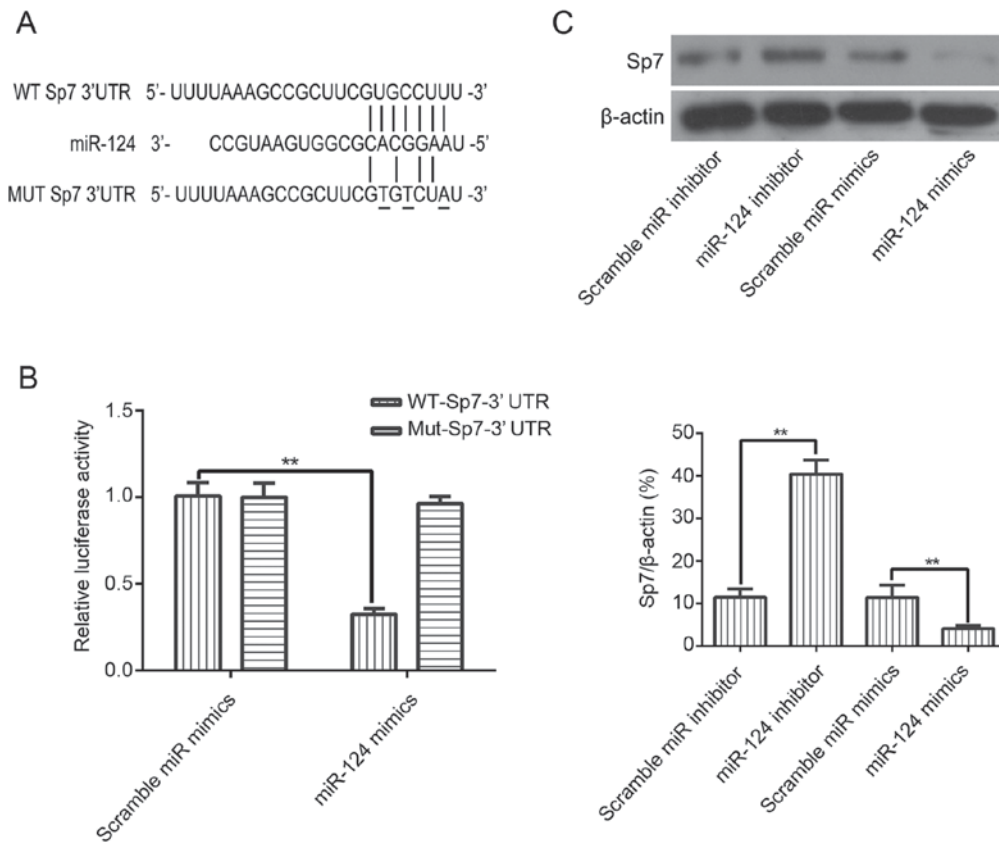 A
WT Sp7 3'UTR 5'- UUUUAAAGCCGCUUCGUGCCUUU -3'
miR-124 3'- CCGUAAGUGGCGCACGGAAU -5'
MUT Sp7 3'UTR 5'- UUUUAAAGCCGCUUCGTGTCUAU -3'
B
WT-Sp7-3' UTR
Mut-Sp7-3' UTR
Relative luciferase activity
1.5
1.0
0.5
0.0
**
Scramble miR mimics
miR-124 mimics
C
Sp7
β-actin
Scramble miR inhibitor
miR-124 inhibitor
Scramble miR mimics
miR-124 mimics
Sp7/β-actin (%)
50
40
30
20
10
0
**
**
Scramble miR inhibitor
miR-124 inhibitor
Scramble miR mimics
miR-124 mimics